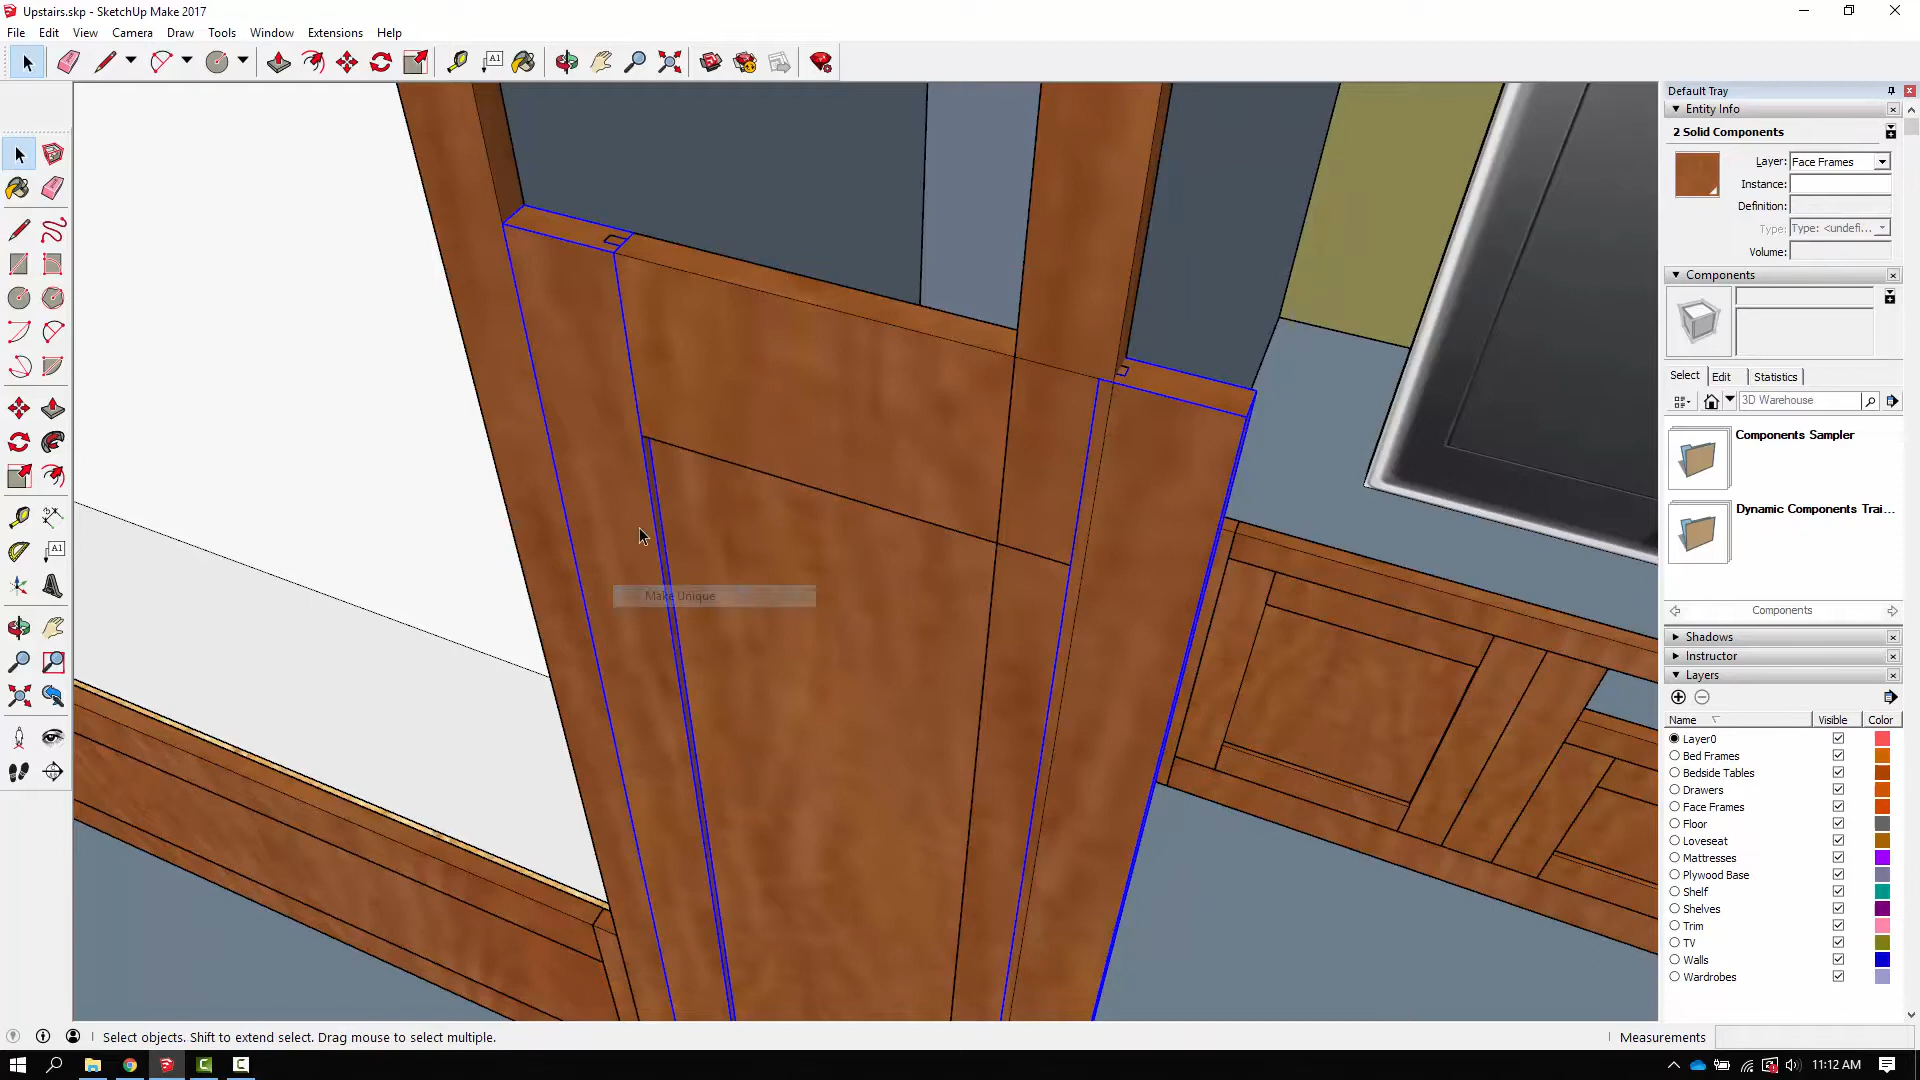 Upstairs.skp - SketchUp Make 2017
File Edit View Camera Draw Tools Window Extensions Help
A1
Default Tray
Entity Info
2 Solid Components
Layer: Face Frames
Instance:
Definition:
Type: Type: <undefi...
Volume:
Components
Select Edit Statistics
3D Warehouse
Components Sampler
Dynamic Components Trai...
Components
Shadows
Instructor
Layers
Name Visible Color
Layer0
Bed Frames
Bedside Tables
Drawers
Face Frames
Floor
Loveseat
Mattresses
Plywood Base
Shelf
Shelves
Trim
TV
Walls
Wardrobes
A1
Make Unique
Select objects. Shift to extend select. Drag mouse to select multiple.
Measurements
11:12 AM